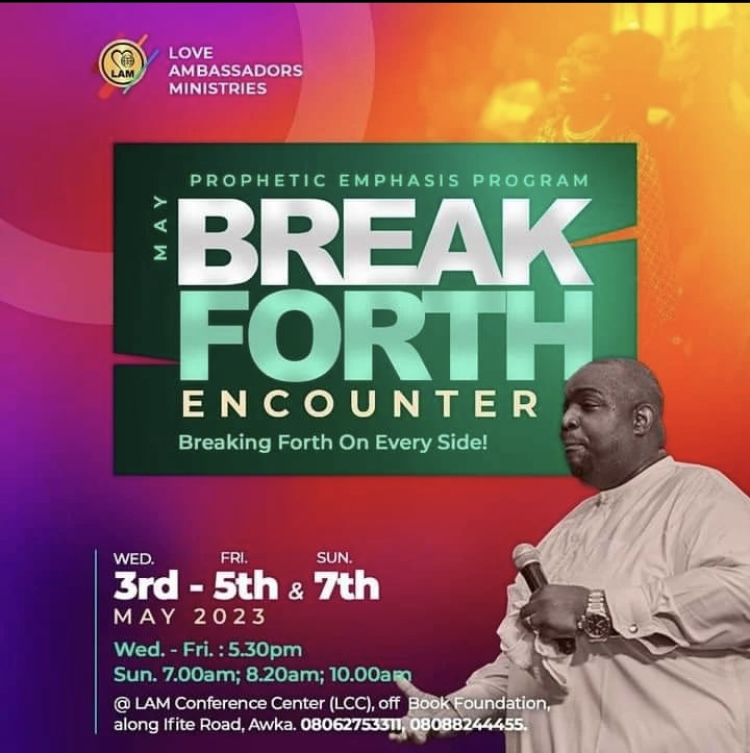 LAM
LOVE
AMBASSADORS
MINISTRIES
PROPHETIC EMPHASIS PROGRAM
MAY
BREAK
FORTH
ENCOUNTER
Breaking Forth On Every Side!
WED. FRI. SUN.
3rd - 5th & 7th
MAY 2023
Wed. - Fri. : 5.30pm
Sun. 7.00am; 8.20am; 10.00am
@ LAM Conference Center (LCC), off Book Foundation,
along Ifite Road, Awka. 08062753311, 08088244455.